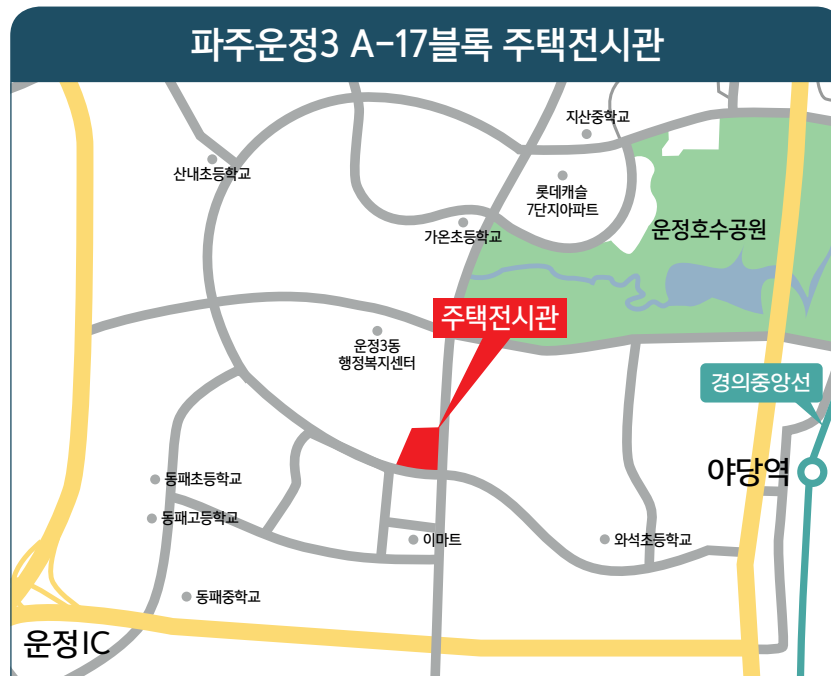 파주운정3 A-17블록 주택전시관
지산중학교
산내초등학교
롯데캐슬
7단지아파트
가온초등학교
운정호수공원
주택전시관
운정3동
행정복지센터
경의중앙선
야당역
동패초등학교
동패고등학교
이마트
와석초등학교
동패중학교
운정IC